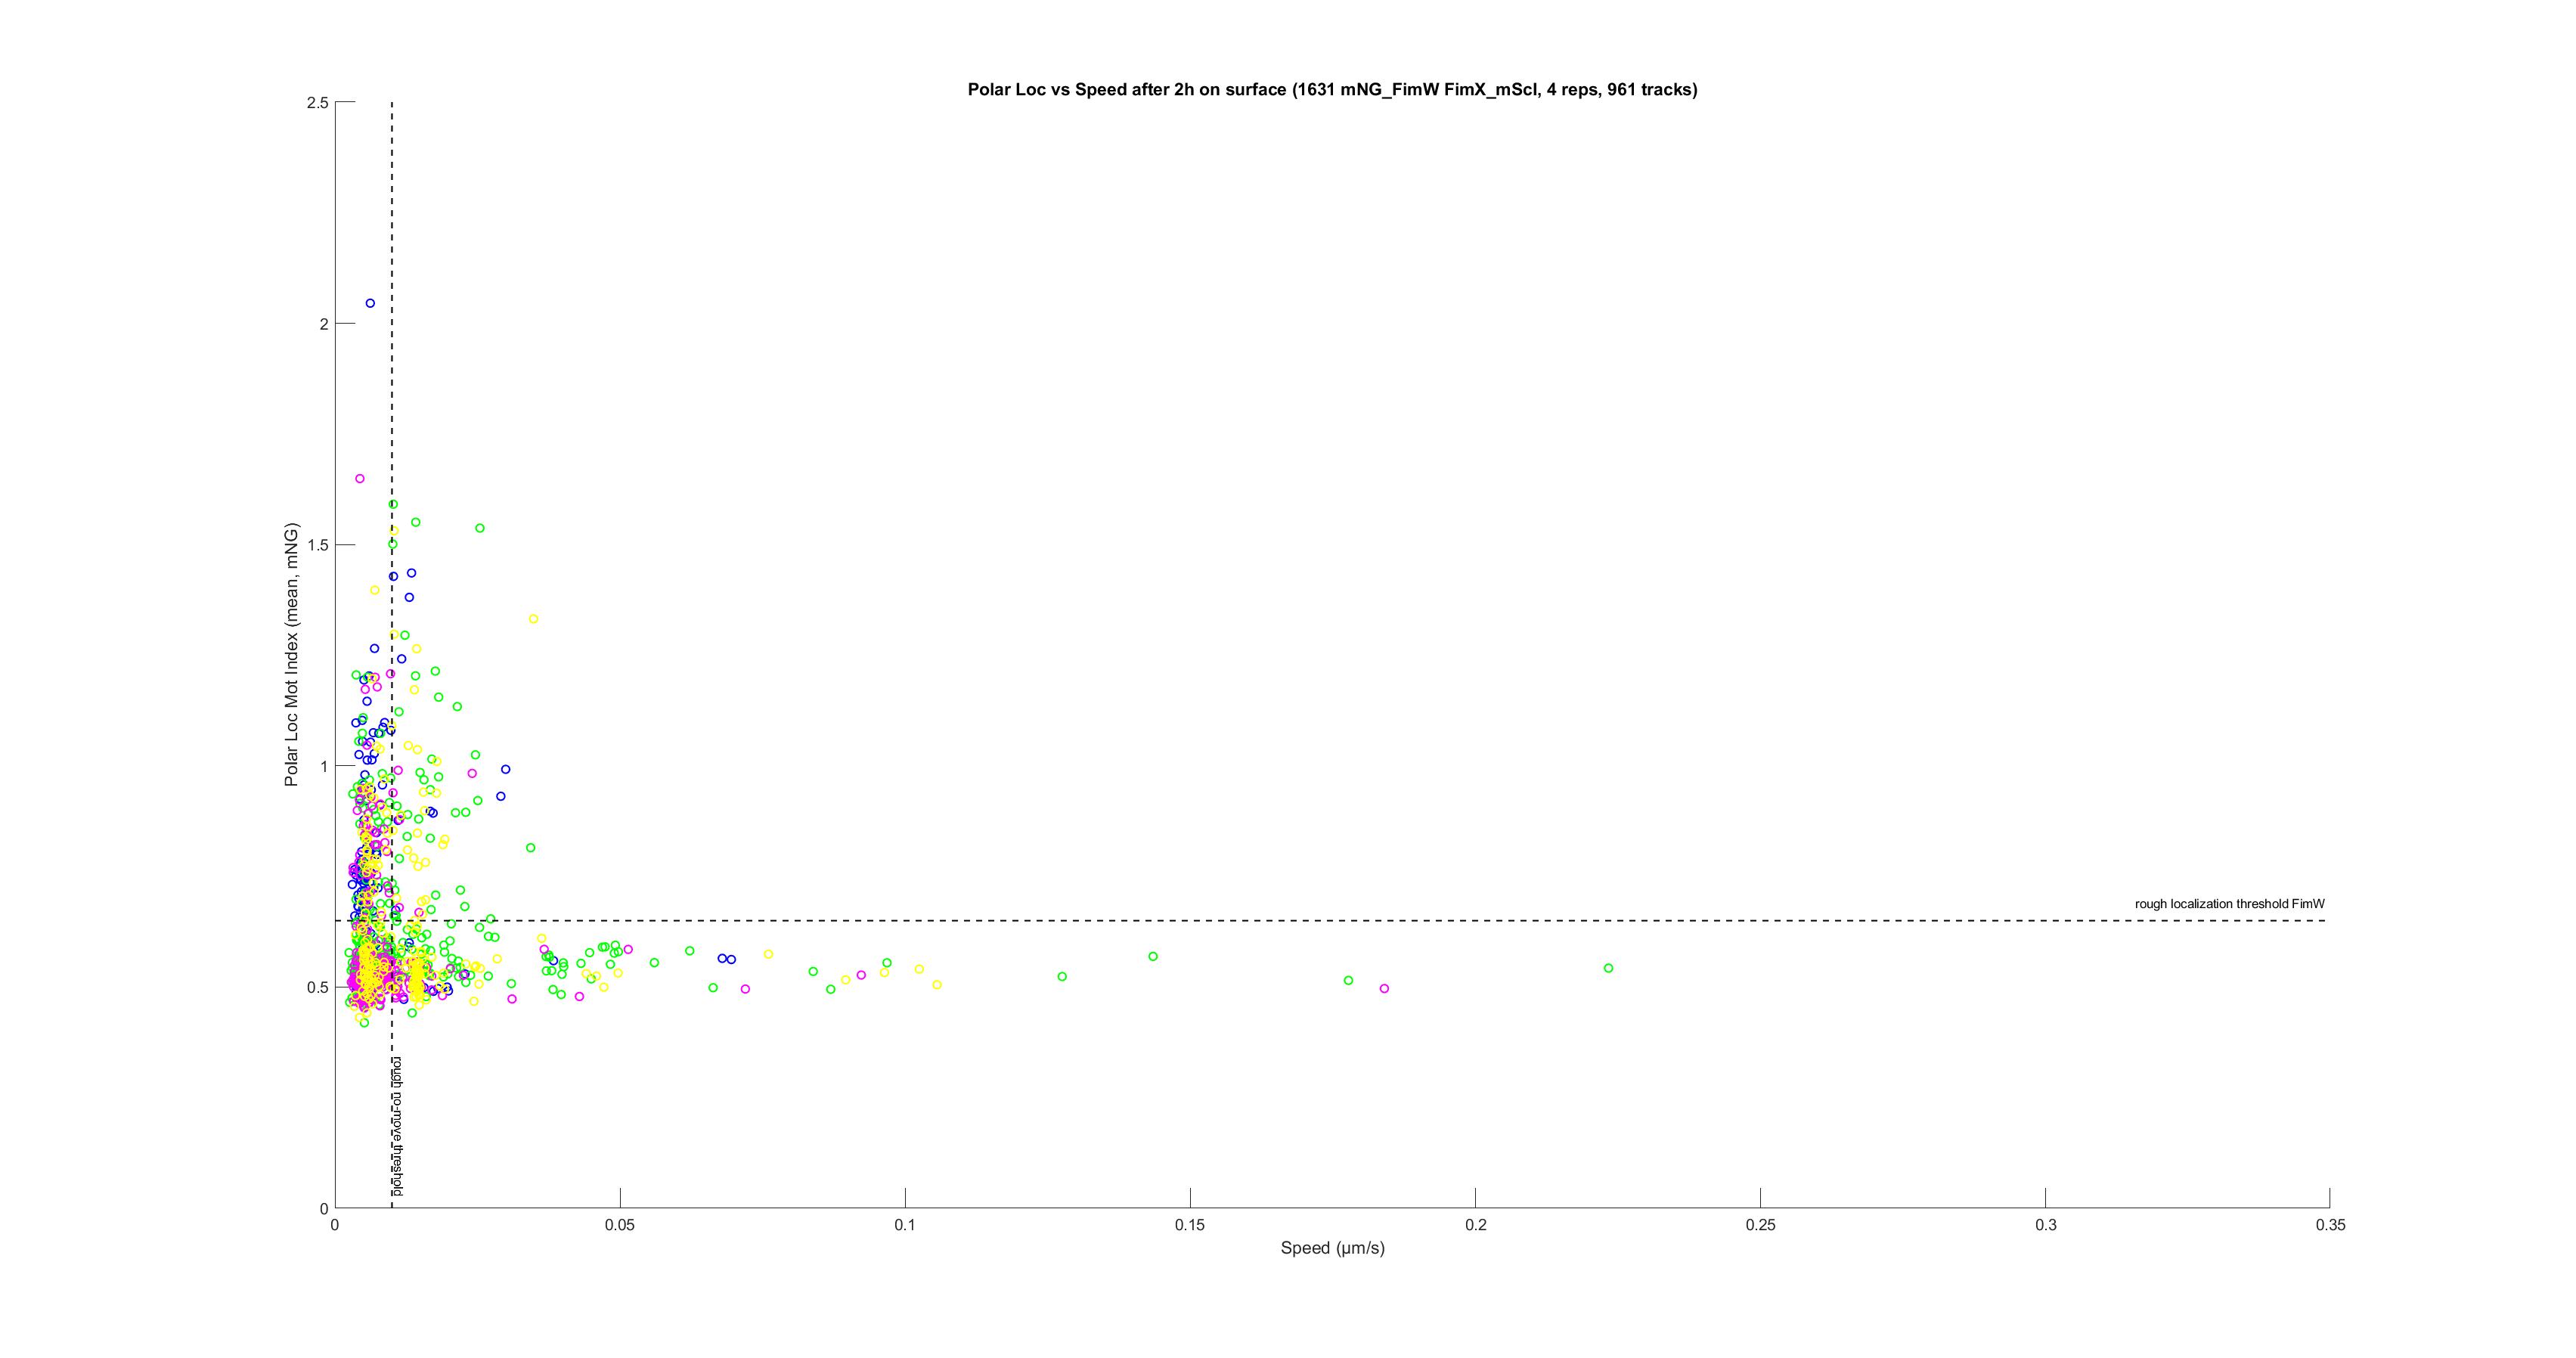 Polar Loc vs Speed after 2h on surface (1631 mNG_FimW FimX_mScI, 4 reps, 961 tracks)
2.5
2
1.5
1
0.5
0
Polar Loc Mot Index (mean, mNG)
rough localization threshold FimW
rough no-move threshold
0
0.05
0.1
0.15
0.2
0.25
0.3
0.35
Speed (μm/s)